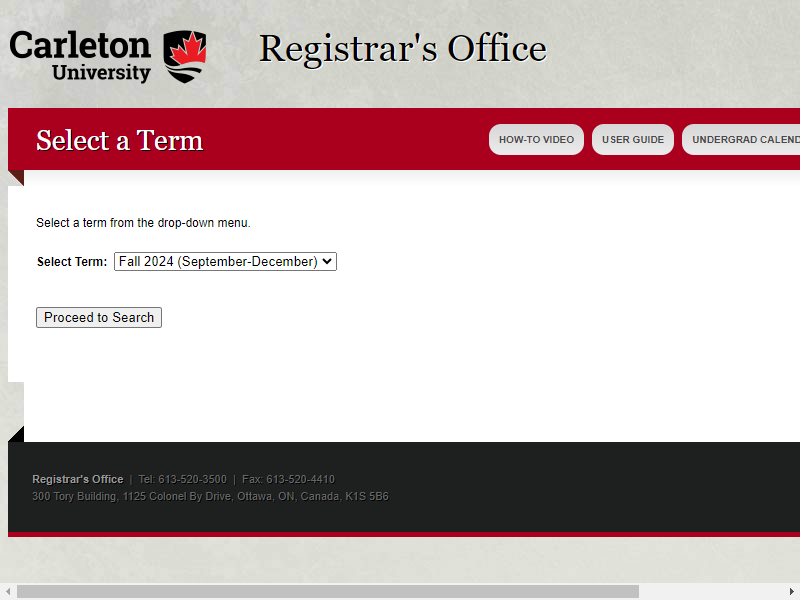 Carleton
University
Registrar's Office
Select a Term
HOW-TO VIDEO
USER GUIDE
UNDERGRAD CALEND
Select a term from the drop-down menu.
Select Term: Fall 2024 (September-December)
Proceed to Search
Registrar's Office | Tel: 613-520-3500 | Fax: 613-520-4410
300 Tory Building, 1125 Colonel By Drive, Ottawa, ON, Canada, K1S 5B6